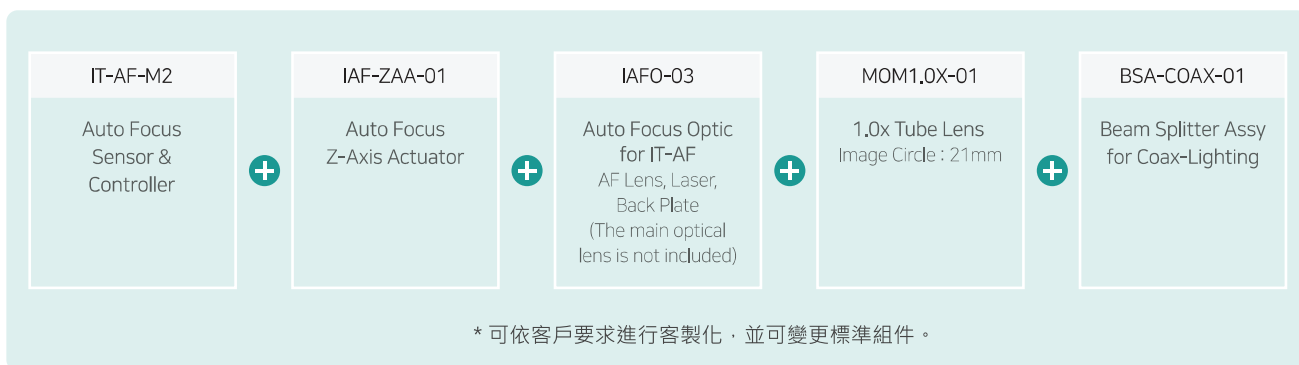 IT-AF-M2
Auto Focus
Sensor &
Controller
IAF-ZAA-01
Auto Focus
Z-Axis Actuator
IAFO-03
Auto Focus Optic
for IT-AF
AF Lens, Laser,
Back Plate
(The main optical
lens is not included)
MOM1.0X-01
1.0x Tube Lens
Image Circle : 21mm
BSA-COAX-01
Beam Splitter Assy
for Coax-Lighting
* 可依客戶要求進行客製化，並可變更標準組件。